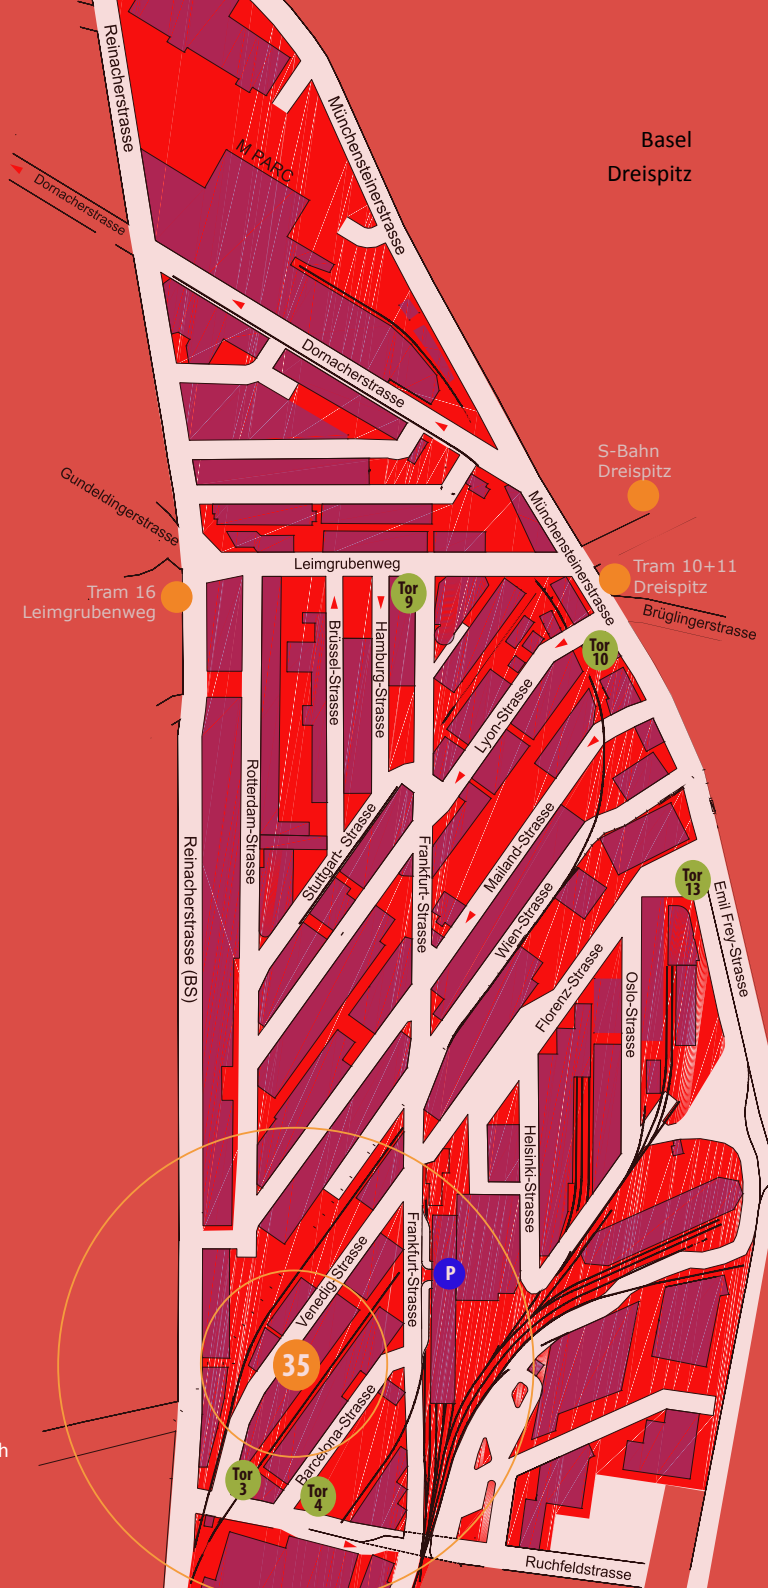 Reinacherstrasse
Münchensteinerstrasse
Basel
Dreispitz
M PARC
Dornacherstrasse
Dornacherstrasse
S-Bahn
Dreispitz
Gundeldingerstrasse
Münchensteinerstrasse
Leimgrubenweg
Tram 10+11
Dreispitz
Tram 16
Leimgrubenweg
Tor
9
Brüglingerstrasse
Tor
10
Brüssel-Strasse
Hamburg-Strasse
Lyon-Strasse
Rotterdam-Strasse
Stuttgart- Strasse
Mailand-Strasse
Frankfurt- Strasse
Reinacherstrasse (BS)
Tor
13
Emil Frey-Strasse
Wien-Strasse
Florenz-Strasse
Oslo-Strasse
Helsinki-Strasse
Frankfurt-Strasse
Venedig-Strasse
P
35
Barcelona-Strasse
h
Tor
3
Tor
4
Ruchfeldstrasse